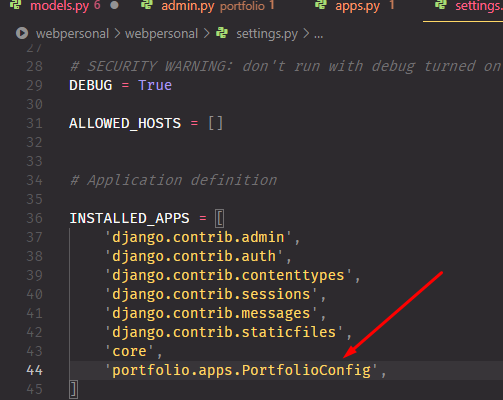 models.py 6 admin.py portfolio 1 apps.py 1 settings.
webpersonal > webpersonal > settings.py > ...
27
28 # SECURITY WARNING: don't run with debug turned on
29 DEBUG = True
30
31 ALLOWED_HOSTS = []
32
33
34 # Application definition
35
36 INSTALLED_APPS = [
37 'django.contrib.admin',
38 'django.contrib.auth',
39 'django.contrib.contenttypes',
40 'django.contrib.sessions',
41 'django.contrib.messages',
42 'django.contrib.staticfiles',
43 'core',
44 'portfolio.apps.PortfolioConfig',
45 ]